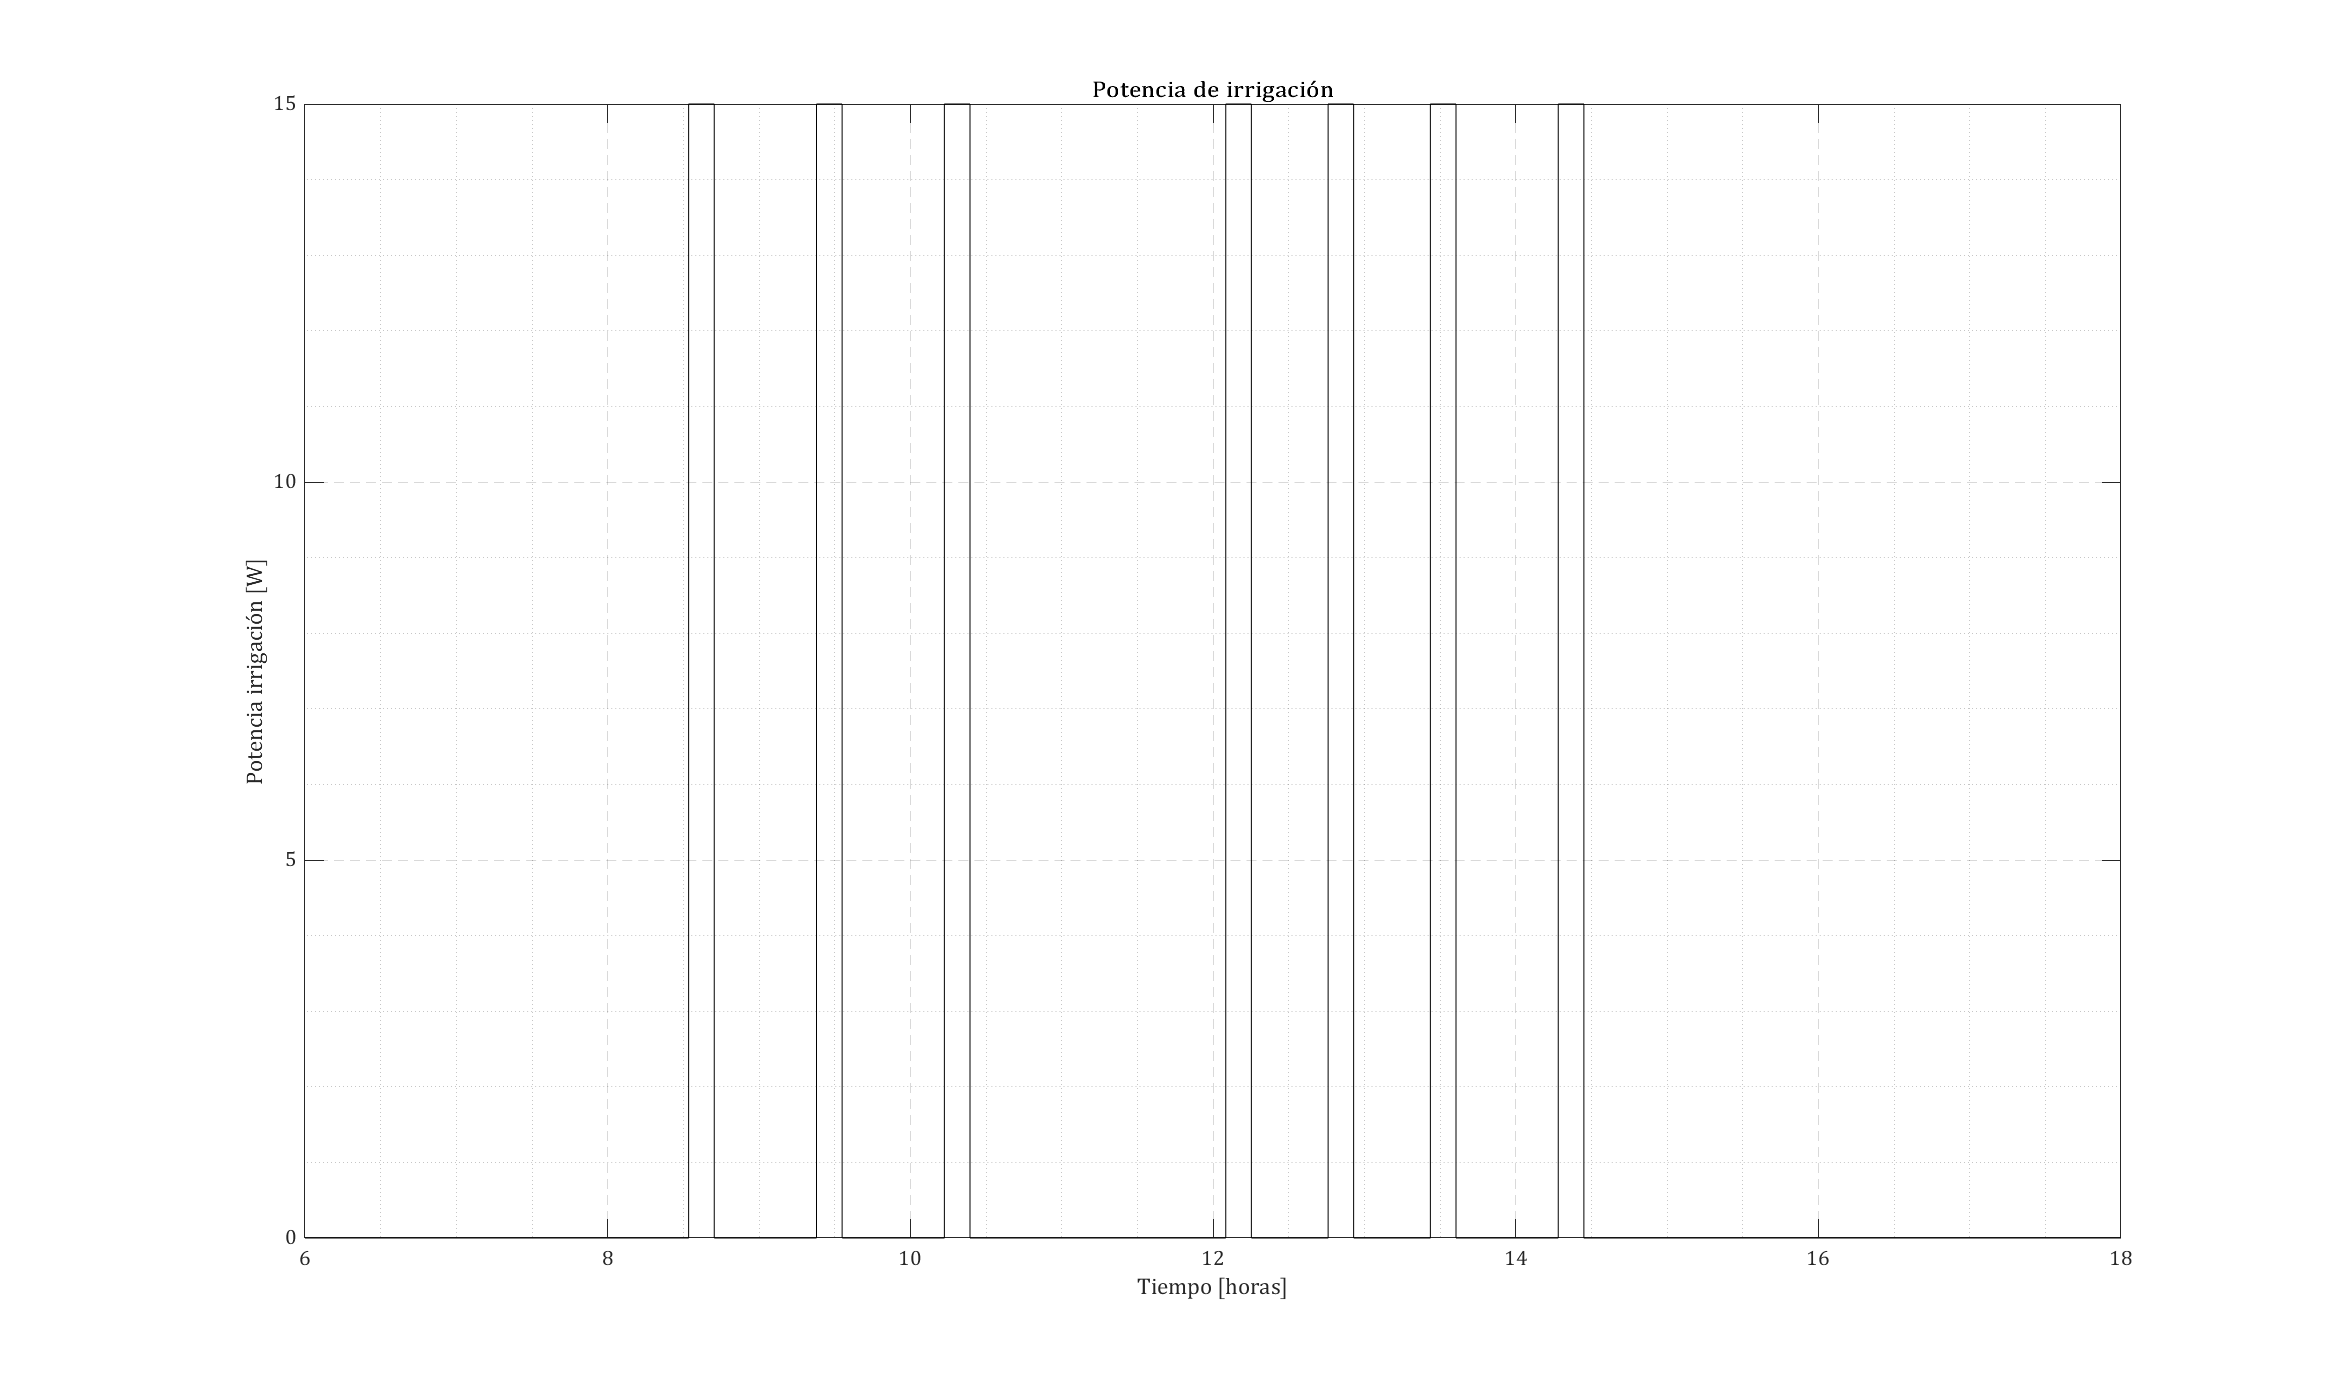 Potencia de irrigación
15
10
5
0
Potencia irrigación [W]
6 8 10 12 14 16 18
Tiempo [horas]